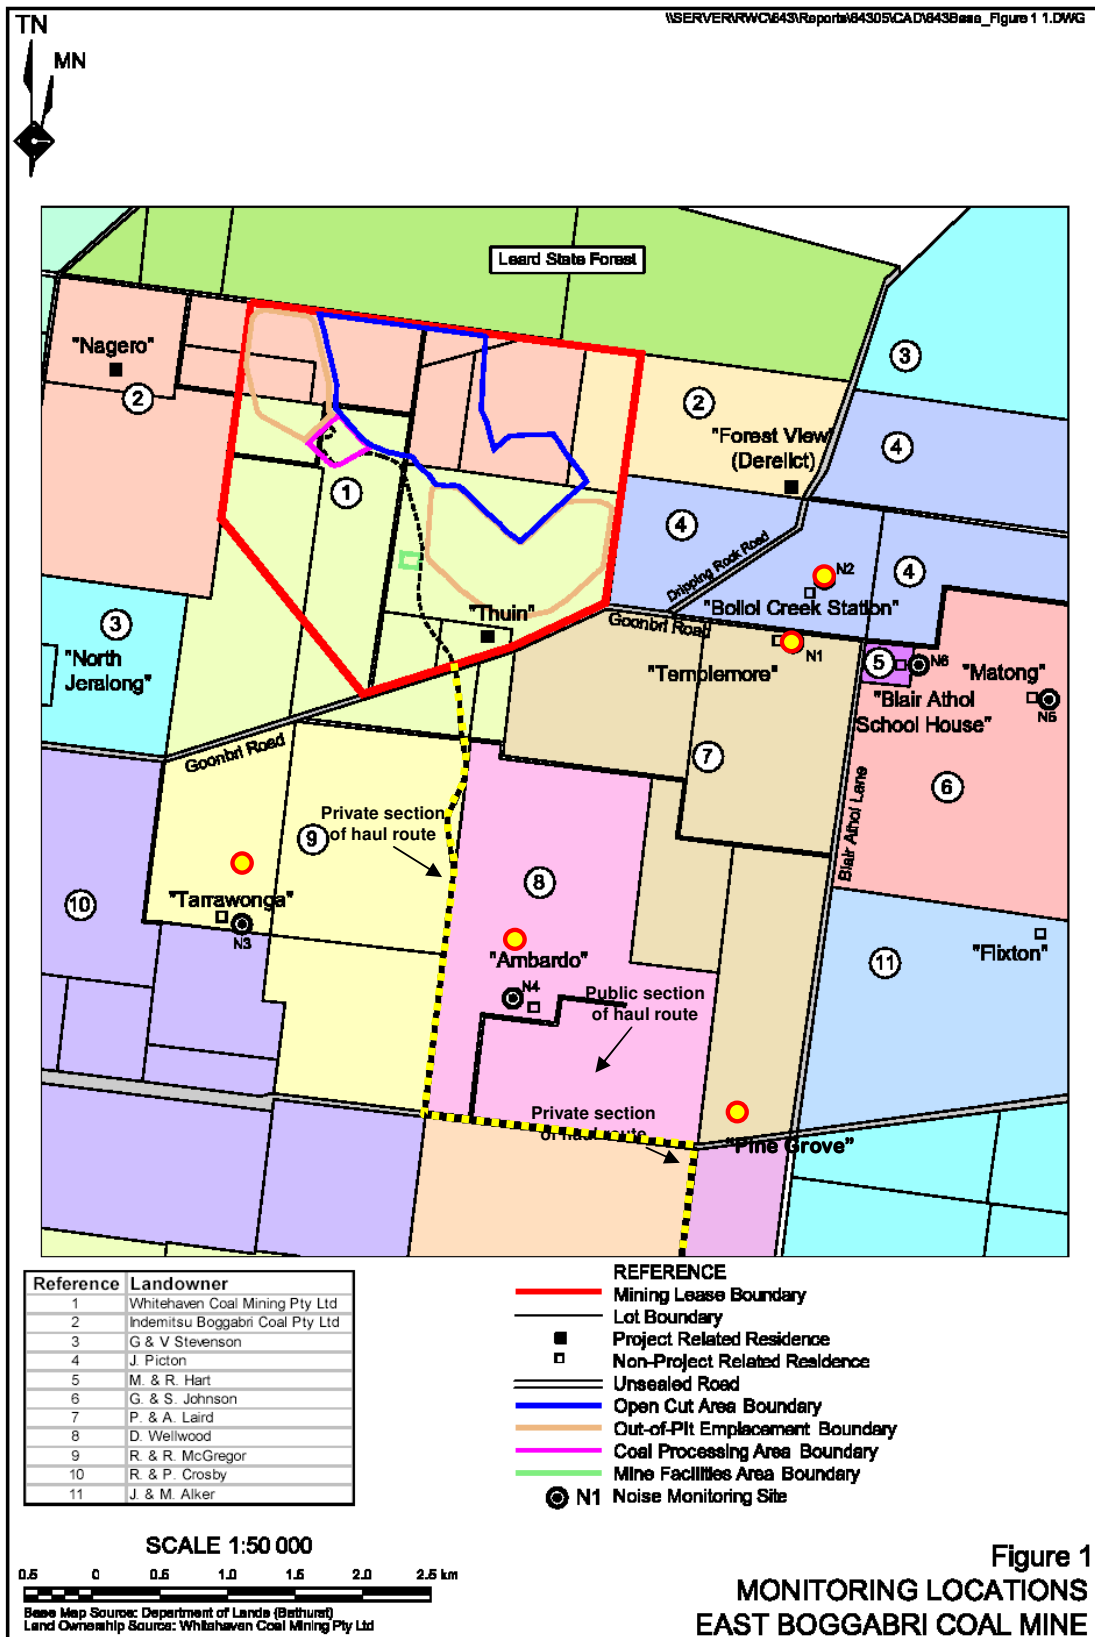 \\SERVER\RWC\643\Reports\64305\CAD\643Base_Figure 1 1.DWG
TN
MN
Leard State Forest
"Nagero"
2
3
2
"Forest View"
(Derelict)
4
1
4
Dripping Rock Road
4
N2
"Bollol Creek Station"
"Thuin"
Goonbri Road
3
"North
Jeralong"
N1
"Templemore"
5
N6
"Matong"
"Blair Athol
School House"
N5
Goonbri Road
7
6
Blair Athol Lane
Private section
of haul route
9
8
"Tarrawonga"
10
N3
"Ambardo"
"Flixton"
11
N4
Public section
of haul route
Private section
of haul route
"Pine Grove"
Reference Landowner
1 Whitehaven Coal Mining Pty Ltd
2 Indemitsu Boggabri Coal Pty Ltd
3 G & V Stevenson
4 J. Picton
5 M. & R. Hart
6 G. & S. Johnson
7 P. & A. Laird
8 D. Wellwood
9 R. & R. McGregor
10 R. & P. Crosby
11 J. & M. Alker
REFERENCE
Mining Lease Boundary
Lot Boundary
Project Related Residence
Non-Project Related Residence
Unsealed Road
Open Cut Area Boundary
Out-of-Pit Emplacement Boundary
Coal Processing Area Boundary
Mine Facilities Area Boundary
N1 Noise Monitoring Site
SCALE 1:50 000
0.5 0 0.5 1.0 1.5 2.0 2.5 km
Base Map Source: Department of Lands (Bathurst)
Land Ownership Source: Whitehaven Coal Mining Pty Ltd
Figure 1
MONITORING LOCATIONS
EAST BOGGABRI COAL MINE